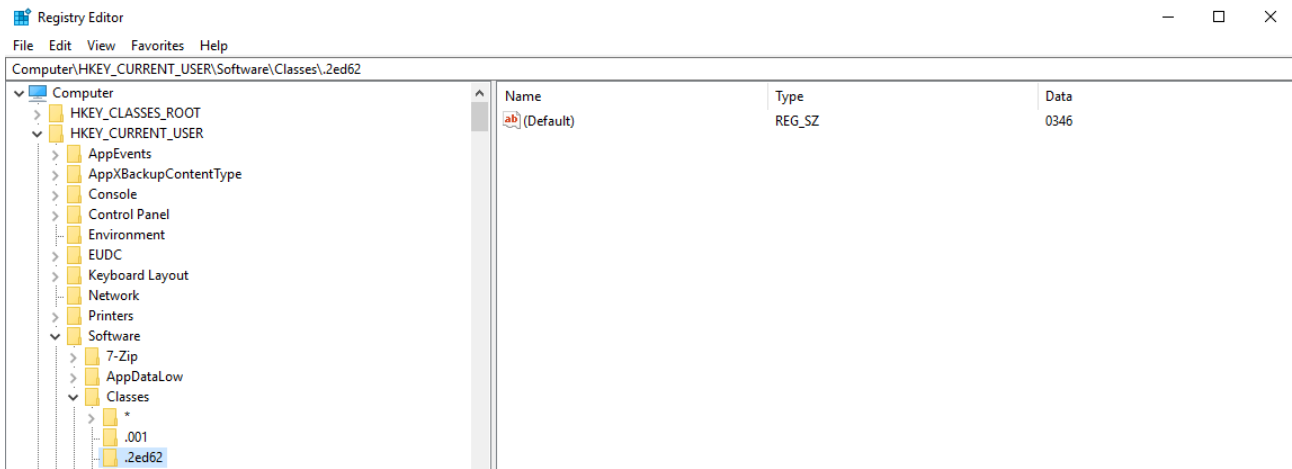 Registry Editor
File Edit View Favorites Help
Computer\HKEY_CURRENT_USER\Software\Classes\.2ed62
Computer
HKEY_CLASSES_ROOT
HKEY_CURRENT_USER
AppEvents
AppXBackupContentType
Console
Control Panel
Environment
EUDC
Keyboard Layout
Network
Printers
Software
7-Zip
AppDataLow
Classes
*
.001
.2ed62
Name Type Data
ab (Default) REG_SZ 0346